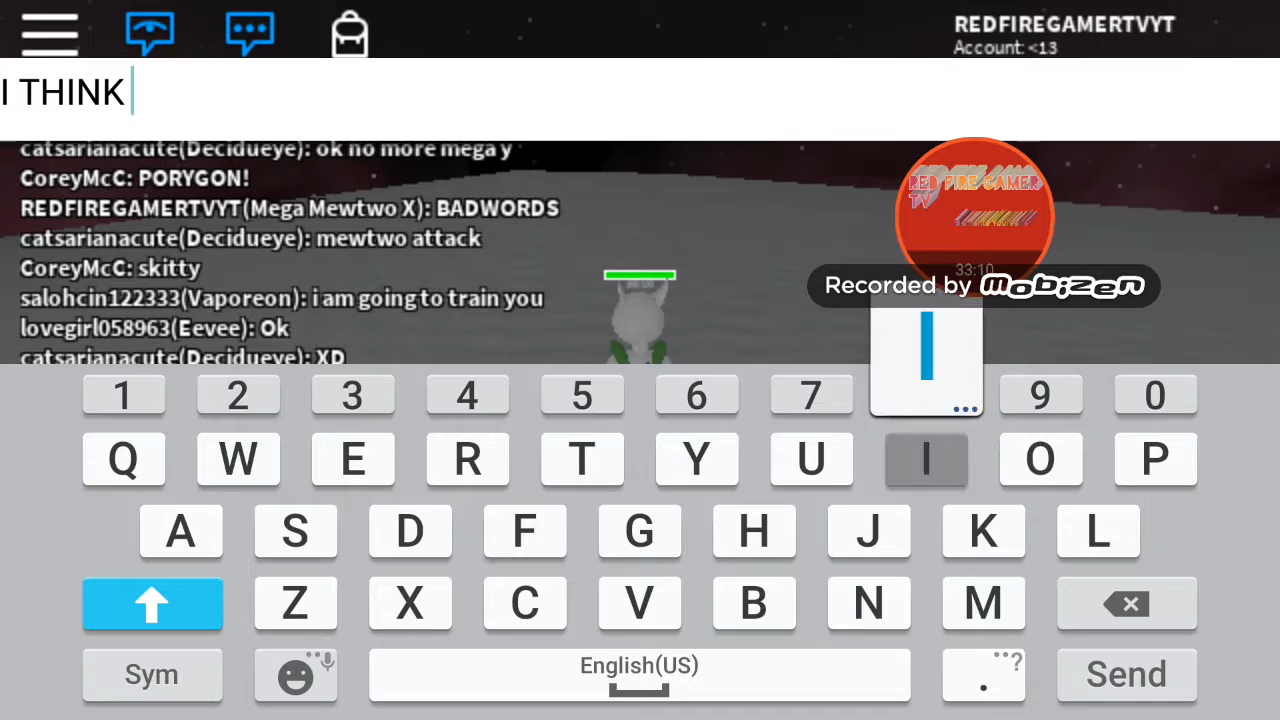 REDFIREGAMERTVYT
Account: <13
I THINK
catsarianacute(Decidueye): ok no more mega y
CoreyMcC: PORYGON!
REDFIREGAMERTVYT(Mega Mewtwo X): BADWORDS
catsarianacute(Decidueye): mewtwo attack
CoreyMcC: skitty
salohcin122333(Vaporeon): i am going to train you
lovegirl058963(Eevee): Ok
catsarianacute(Decidueye): XD
RED FIRE GAMER
TV
33:10
Recorded by mobizen
I
1 2 3 4 5 6 7 9 0
Q W E R T Y U I O P
A S D F G H J K L
Z X C V B N M
Sym English(US) . ? Send